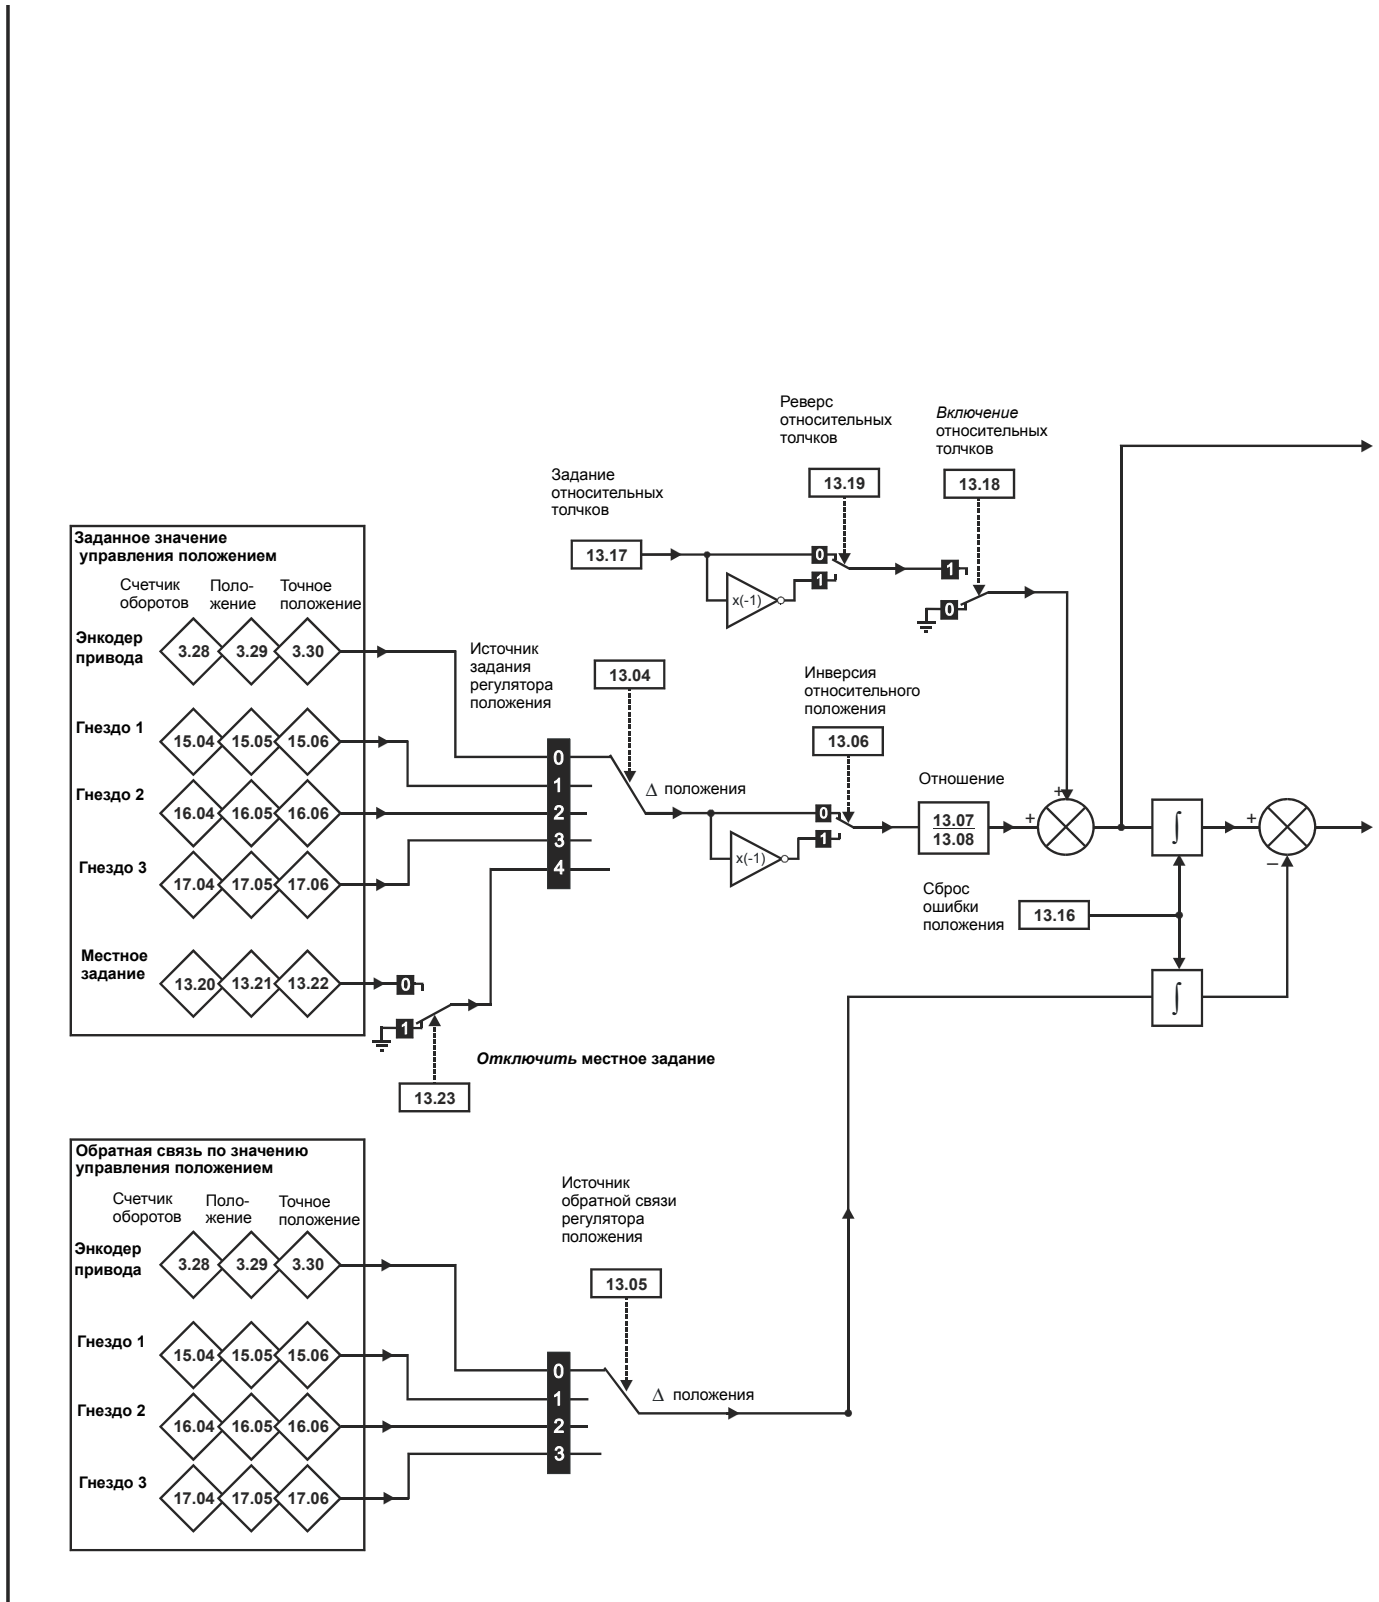 Реверс
относительных
толчков
Включение
относительных
толчков
Задание
относительных
толчков
13.19
13.18
13.17
0
1
x(-1)
1
0
Заданное значение
управления положением
Счетчик
оборотов
Поло-
жение
Точное
положение
Энкодер
привода
3.28 3.29 3.30
Гнездо 1
15.04 15.05 15.06
Гнездо 2
16.04 16.05 16.06
Гнездо 3
17.04 17.05 17.06
Местное
задание
13.20 13.21 13.22
0
1
Отключить местное задание
13.23
Источник
задания
регулятора
положения
13.04
0
1
2
3
4
Δ положения
x(-1)
Инверсия
относительного
положения
13.06
0
1
Отношение
13.07
13.08
+
+
∫
+
–
Сброс
ошибки
положения
13.16
∫
Обратная связь по значению
управления положением
Счетчик
оборотов
Поло-
жение
Точное
положение
Энкодер
привода
3.28 3.29 3.30
Гнездо 1
15.04 15.05 15.06
Гнездо 2
16.04 16.05 16.06
Гнездо 3
17.04 17.05 17.06
Источник
обратной связи
регулятора
положения
13.05
0
1
2
3
Δ положения